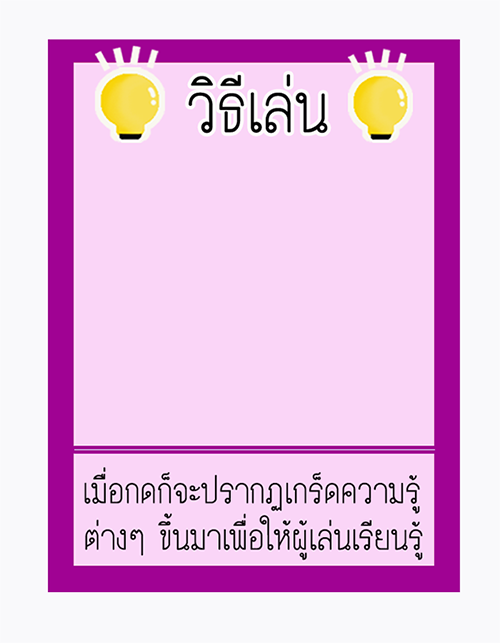 วิธีเล่น
เมื่อกดก็จะปรากฏเกร็ดความรู้
ต่างๆ ขึ้นมาเพื่อให้ผู้เล่นเรียนรู้